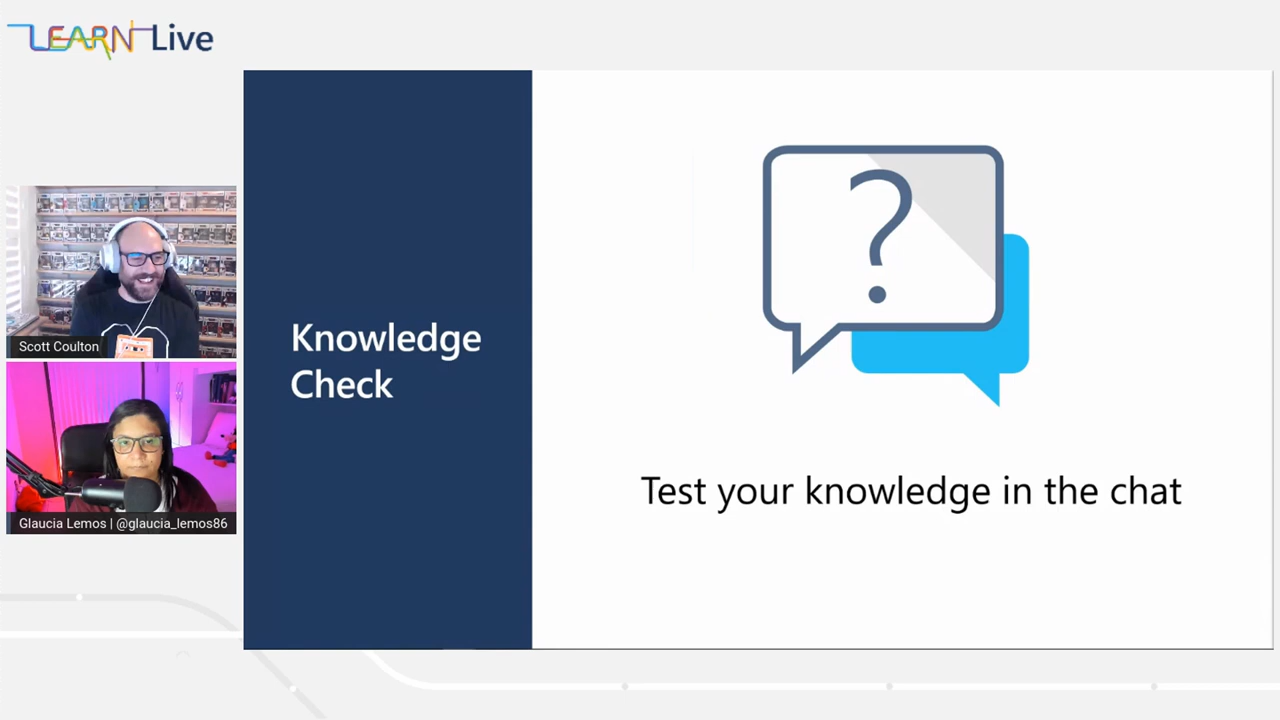 LEARN Live
Knowledge
Check
?
Test your knowledge in the chat
Scott Coulton
Glaucia Lemos | @glaucia_lemos86